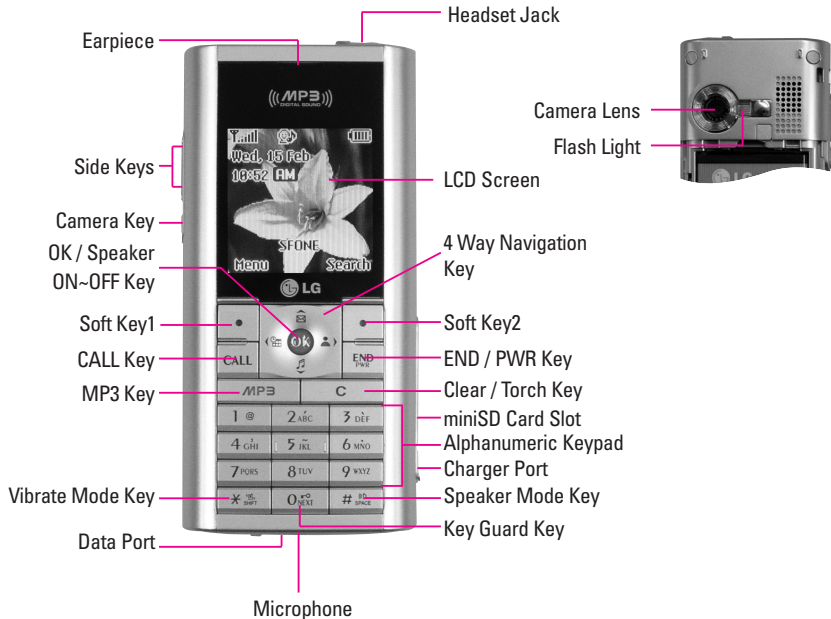 Headset Jack
Earpiece
MP3
DIGITAL SOUND
Camera Lens
Flash Light
Wed, 15 Feb
10:52 AM
Side Keys
LCD Screen
LG
Camera Key
SFONE
Menu
Search
OK / Speaker
ON~OFF Key
4 Way Navigation
Key
LG
Soft Key1
Ok
Soft Key2
CALL Key
CALL
END
PWR
END / PWR Key
MP3 Key
MP3
C
Clear / Torch Key
1 @
2 ABC
3 DEF
miniSD Card Slot
4 GHI
5 JKL
6 MNO
Alphanumeric Keypad
7 PQRS
8 TUV
9 WXYZ
Charger Port
Vibrate Mode Key
* SHIFT
0 NEXT
# SPACE
Speaker Mode Key
Key Guard Key
Data Port
Microphone